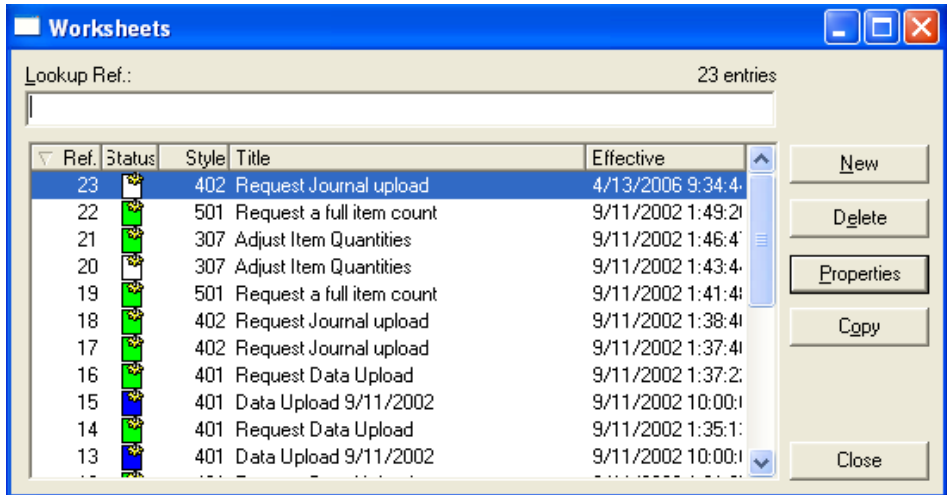 Worksheets
Lookup Ref.: 23 entries
Ref. Status Style Title Effective
23 402 Request Journal upload 4/13/2006 9:34:4
22 501 Request a full item count 9/11/2002 1:49:2
21 307 Adjust Item Quantities 9/11/2002 1:46:4
20 307 Adjust Item Quantities 9/11/2002 1:43:4
19 501 Request a full item count 9/11/2002 1:41:4
18 402 Request Journal upload 9/11/2002 1:38:4
17 402 Request Journal upload 9/11/2002 1:37:4
16 401 Request Data Upload 9/11/2002 1:37:2
15 401 Data Upload 9/11/2002 9/11/2002 10:00:
14 401 Request Data Upload 9/11/2002 1:35:1
13 401 Data Upload 9/11/2002 9/11/2002 10:00:
New
Delete
Properties
Copy
Close